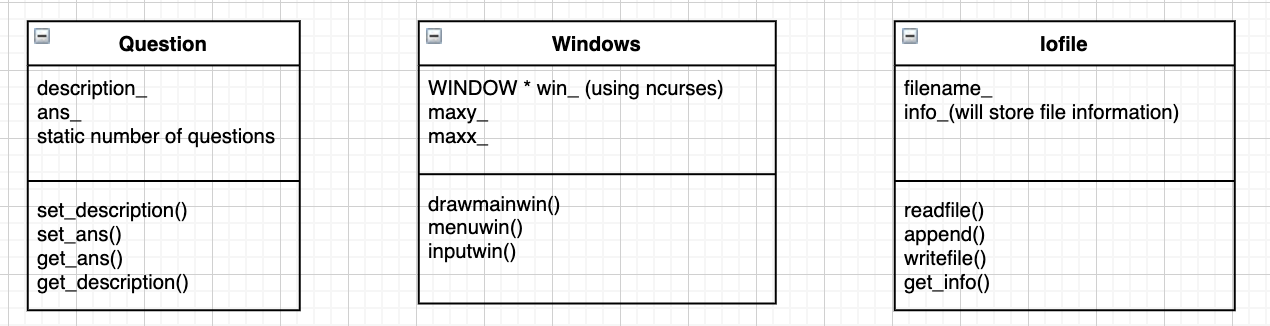 Question
description_
ans_
static number of questions
set_description()
set_ans()
get_ans()
get_description()
Windows
WINDOW * win_ (using ncurses)
maxy_
maxx_
drawmainwin()
menuwin()
inputwin()
Iofile
filename_
info_(will store file information)
readfile()
append()
writefile()
get_info()